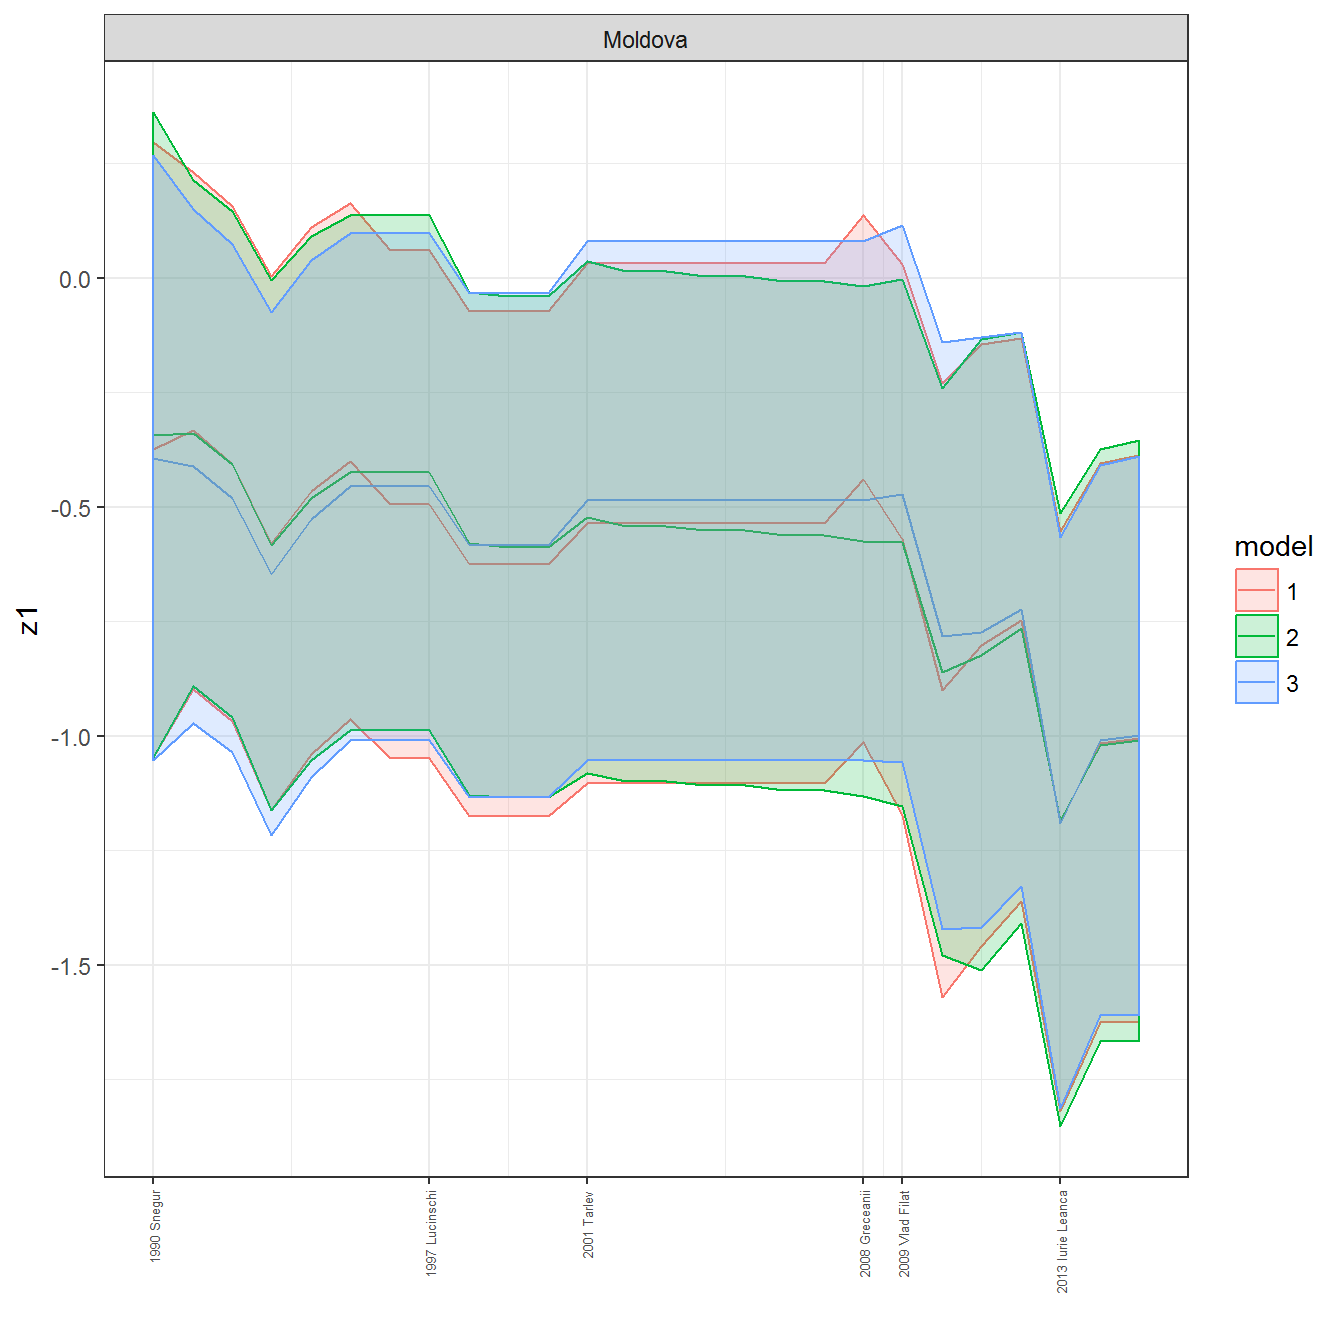 Moldova
z1
0.0
-0.5
-1.0
-1.5
1990 Snegur
1997 Lucinschi
2001 Tarlev
2008 Greceanii
2009 Vlad Filat
2013 Iurie Leanca
model
1
2
3